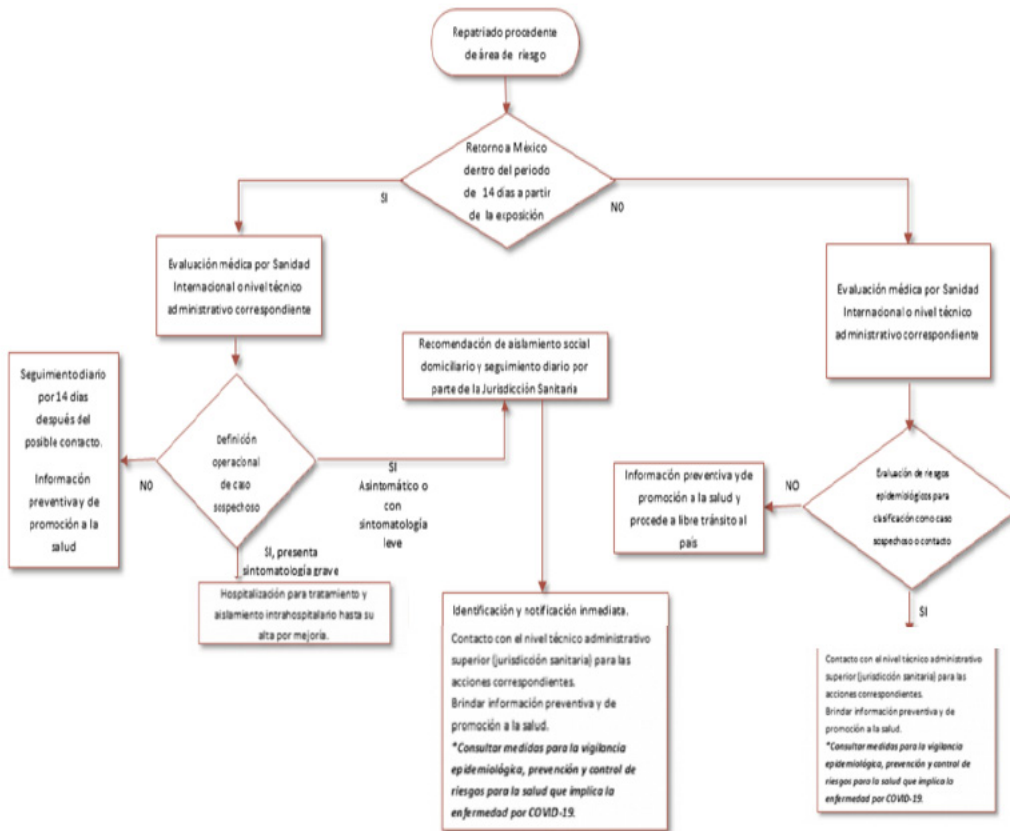 Repatriado procedente
de área de riesgo
Retorno a México
dentro del periodo
de 14 días a partir
de la exposición
SI
NO
Evaluación médica por Sanidad
Internacional o nivel técnico
administrativo correspondiente
Evaluación médica por Sanidad
Internacional o nivel técnico
administrativo correspondiente
Recomendación de aislamiento social
domiciliario y seguimiento diario por
parte de la Jurisdicción Sanitaria
Seguimiento diario
por 14 días
después del
posible contacto.
Información
preventiva y de
promoción a la
salud
NO
Definición
operacional
de caso
sospechoso
SI
Asintomático o
con
sintomatología
leve
SI, presenta
sintomatología grave
Hospitalización para tratamiento y
aislamiento intrahospitalario hasta su
alta por mejoría.
Información preventiva y de
promoción a la salud y
procede a libre tránsito al
país
NO
Evaluación de riesgos
epidemiológicos para
clasificación como caso
sospechoso o contacto
SI
Identificación y notificación inmediata.
Contacto con el nivel técnico administrativo
superior (jurisdicción sanitaria) para las
acciones correspondientes.
Brindar información preventiva y de
promoción a la salud.
*Consultar medidas para la vigilancia
epidemiológica, prevención y control de
riesgos para la salud que implica la
enfermedad por COVID-19.
Contacto con el nivel técnico administrativo
superior (jurisdicción sanitaria) para las
acciones correspondientes.
Brindar información preventiva y de
promoción a la salud.
*Consultar medidas para la vigilancia
epidemiológica, prevención y control de
riesgos para la salud que implica la
enfermedad por COVID-19.